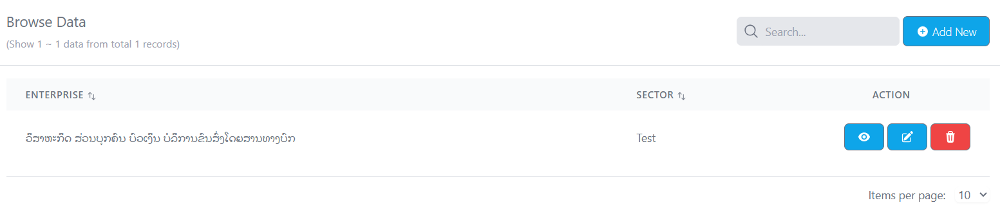 Browse Data
(Show 1 ~ 1 data from total 1 records)
Search...
Add New
ENTERPRISE
SECTOR
ACTION
ວິສາຫະກິດ ສ່ວນບຸກຄົນ ບົວເງິນ ບໍລິການຂົນສົ່ງໂດຍສານທາງບົກ
Test
Items per page: 10